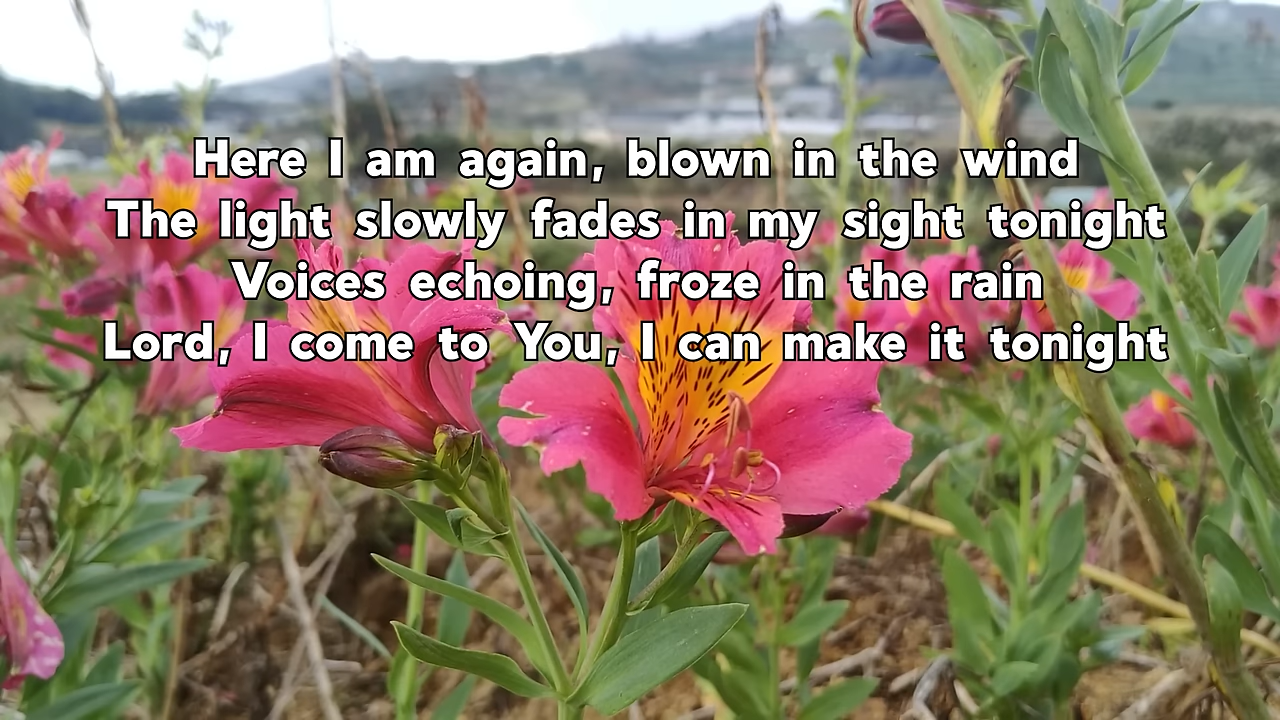 Here I am again, blown in the wind
The light slowly fades in my sight tonight
Voices echoing, froze in the rain
Lord, I come to You, I can make it tonight